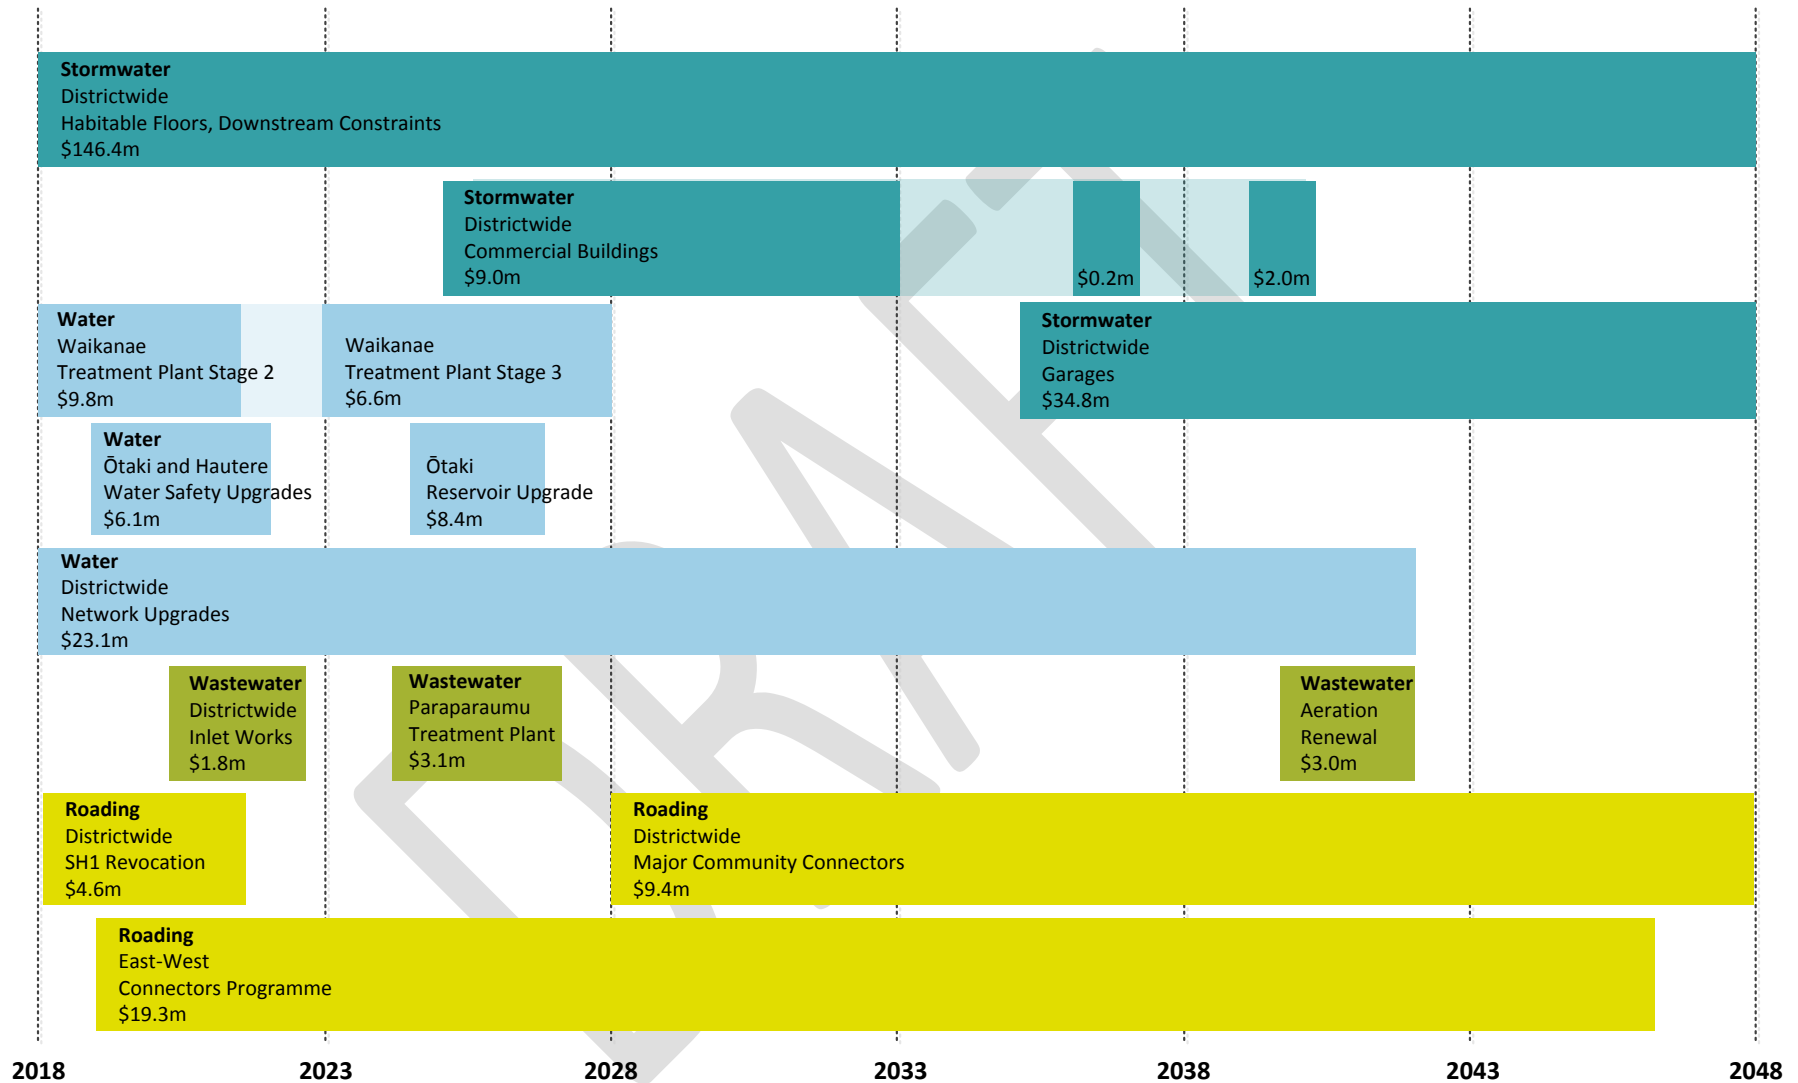 Stormwater
Districtwide
Habitable Floors, Downstream Constraints
$146.4m
Stormwater
Districtwide
Commercial Buildings
$9.0m
$0.2m
$2.0m
Water
Waikanae
Treatment Plant Stage 2
$9.8m
Waikanae
Treatment Plant Stage 3
$6.6m
Stormwater
Districtwide
Garages
$34.8m
Water
Ōtaki and Hautere
Water Safety Upgrades
$6.1m
Ōtaki
Reservoir Upgrade
$8.4m
Water
Districtwide
Network Upgrades
$23.1m
Wastewater
Districtwide
Inlet Works
$1.8m
Wastewater
Paraparaumu
Treatment Plant
$3.1m
Wastewater
Aeration
Renewal
$3.0m
Roading
Districtwide
SH1 Revocation
$4.6m
Roading
Districtwide
Major Community Connectors
$9.4m
Roading
East-West
Connectors Programme
$19.3m
2018 2023 2028 2033 2038 2043 2048
DRAFT